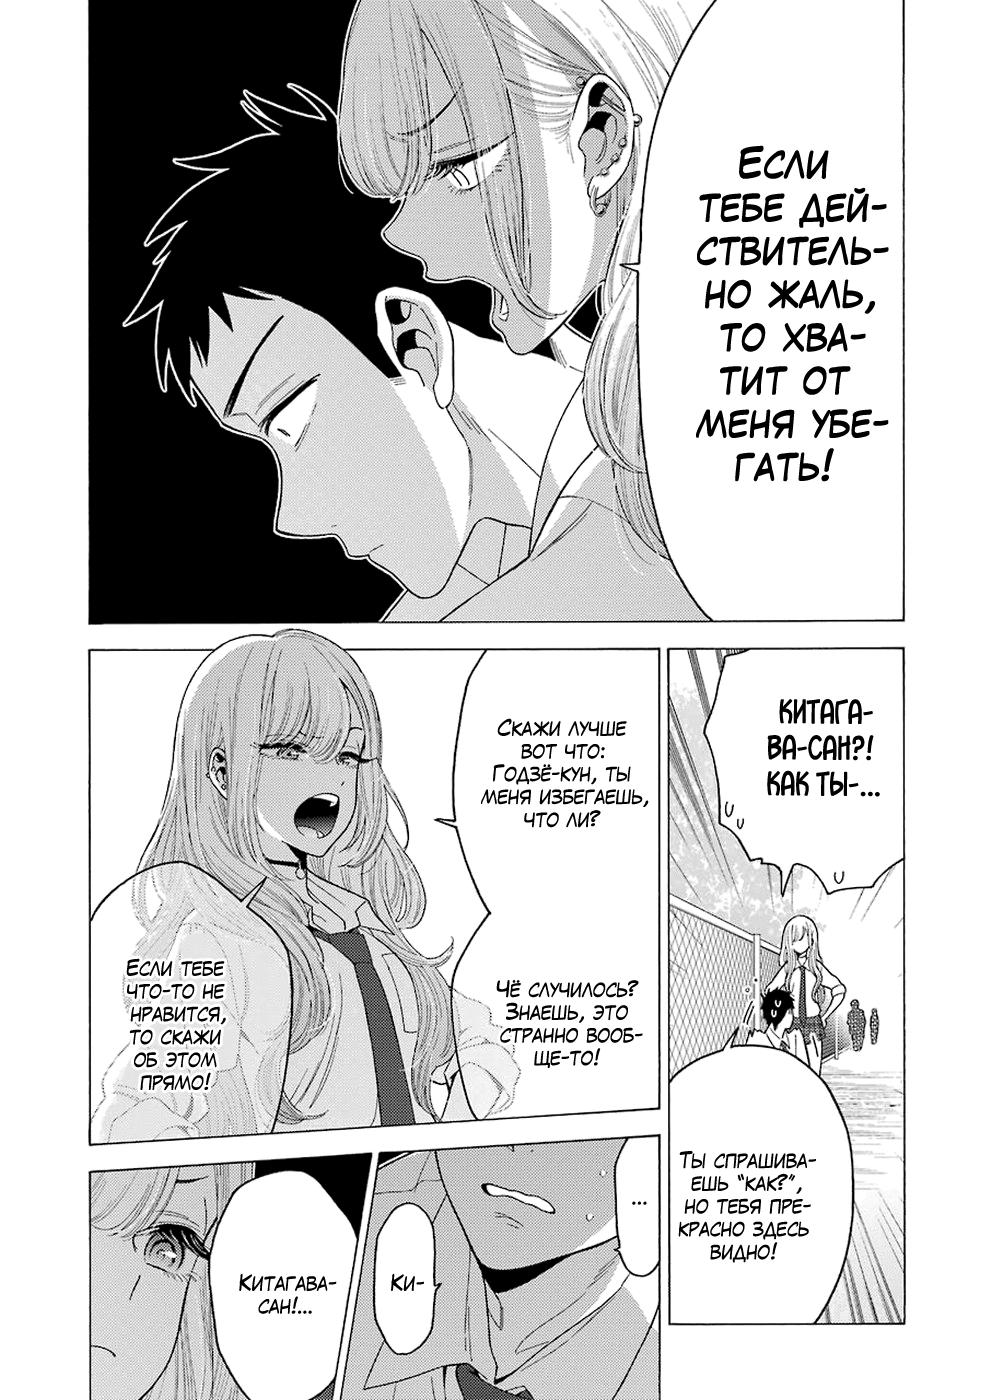 Если
тебе дей-
ствитель-
но жаль,
то хва-
тит от
меня убе-
гать!
Китага-
ва-сан?!
Как ты-...
Ты спрашива-
ешь "как?",
но тебя пре-
красно здесь
видно!
Скажи лучше
вот что:
Годзё-кун, ты
меня избегаешь,
что ли?
Чё случилось?
Знаешь, это
странно вооб-
ще-то!
Если тебе
что-то не
нравится,
то скажи
об этом
прямо!
...
Ки-
Китагава-
сан!...